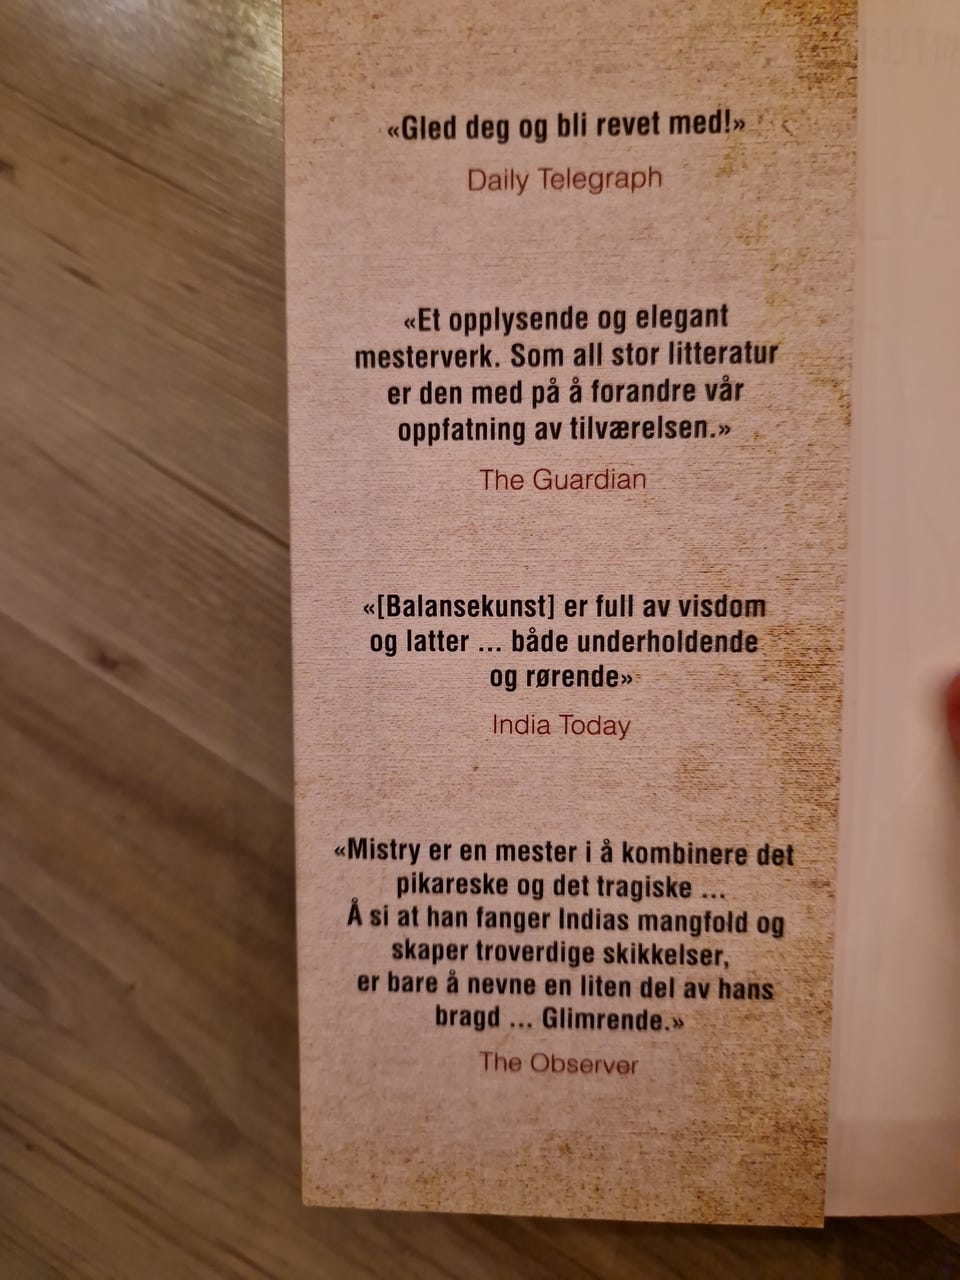 «Gled deg og bli revet med!»
Daily Telegraph
«Et opplysende og elegant
mesterverk. Som all stor litteratur
er den med på å forandre vår
oppfatning av tilværelsen.»
The Guardian
«[Balansekunst] er full av visdom
og latter ... både underholdende
og rørende»
India Today
«Mistry er en mester i å kombinere det
pikareske og det tragiske ...
Å si at han fanger Indias mangfold og
skaper troverdige skikkelser,
er bare å nevne en liten del av hans
bragd ... Glimrende.»
The Observer